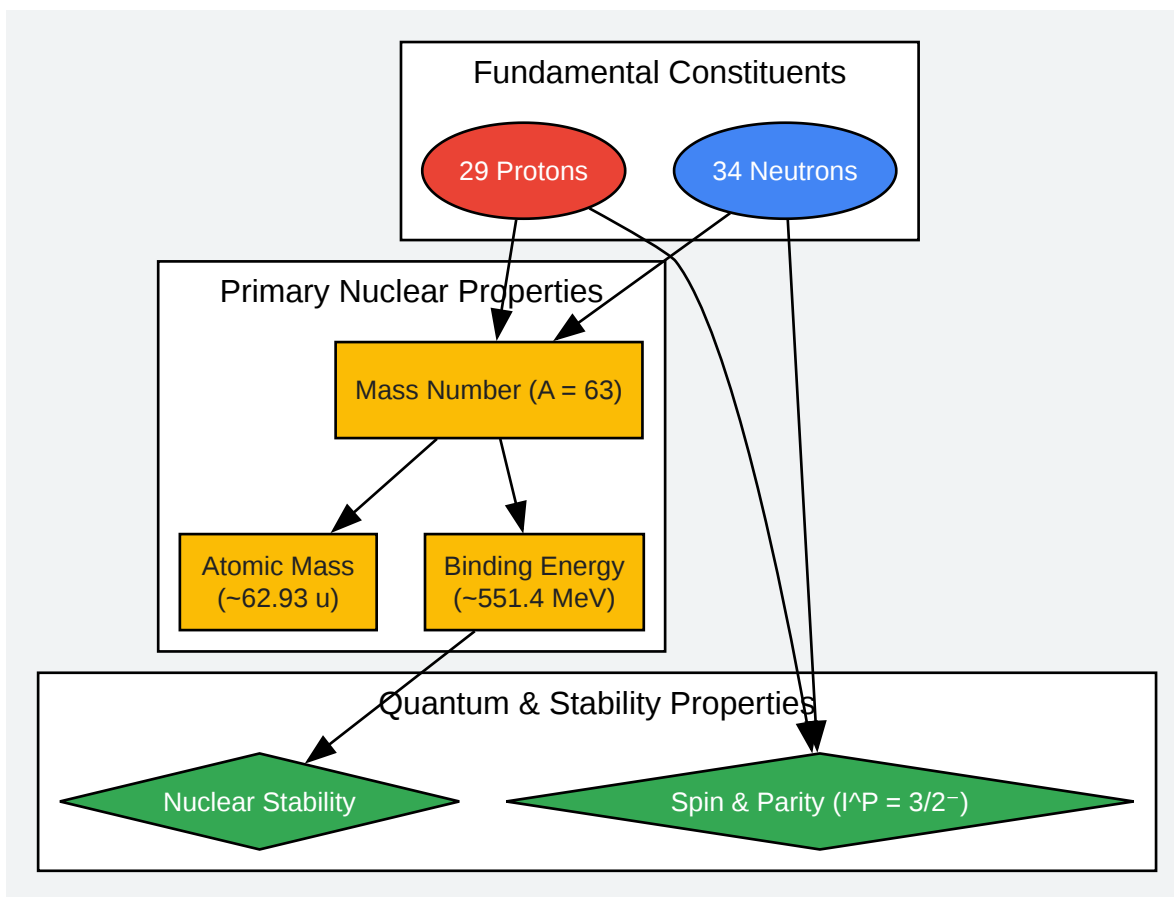 Fundamental Constituents
29 Protons
34 Neutrons
Primary Nuclear Properties
Mass Number (A = 63)
Atomic Mass
(~62.93 u)
Binding Energy
(~551.4 MeV)
Quantum & Stability Properties
Nuclear Stability
Spin & Parity (I^P = 3/2⁻)